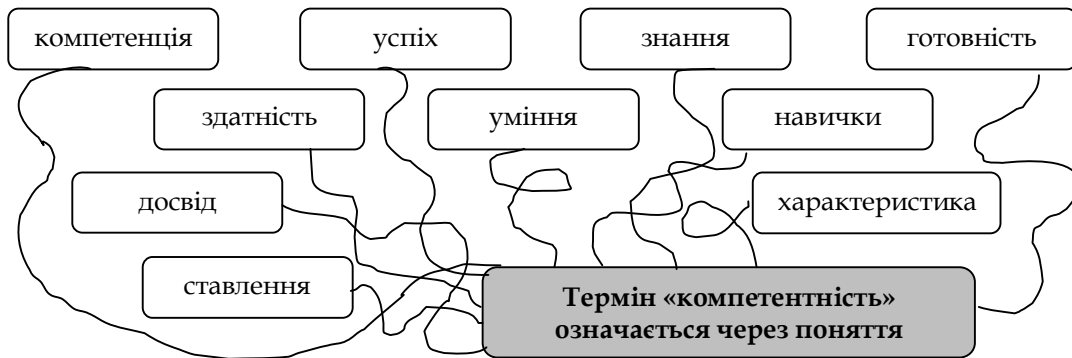 компетенція
успіх
знання
готовність
здатність
уміння
навички
досвід
характеристика
ставлення
Термін «компетентність»
означається через поняття